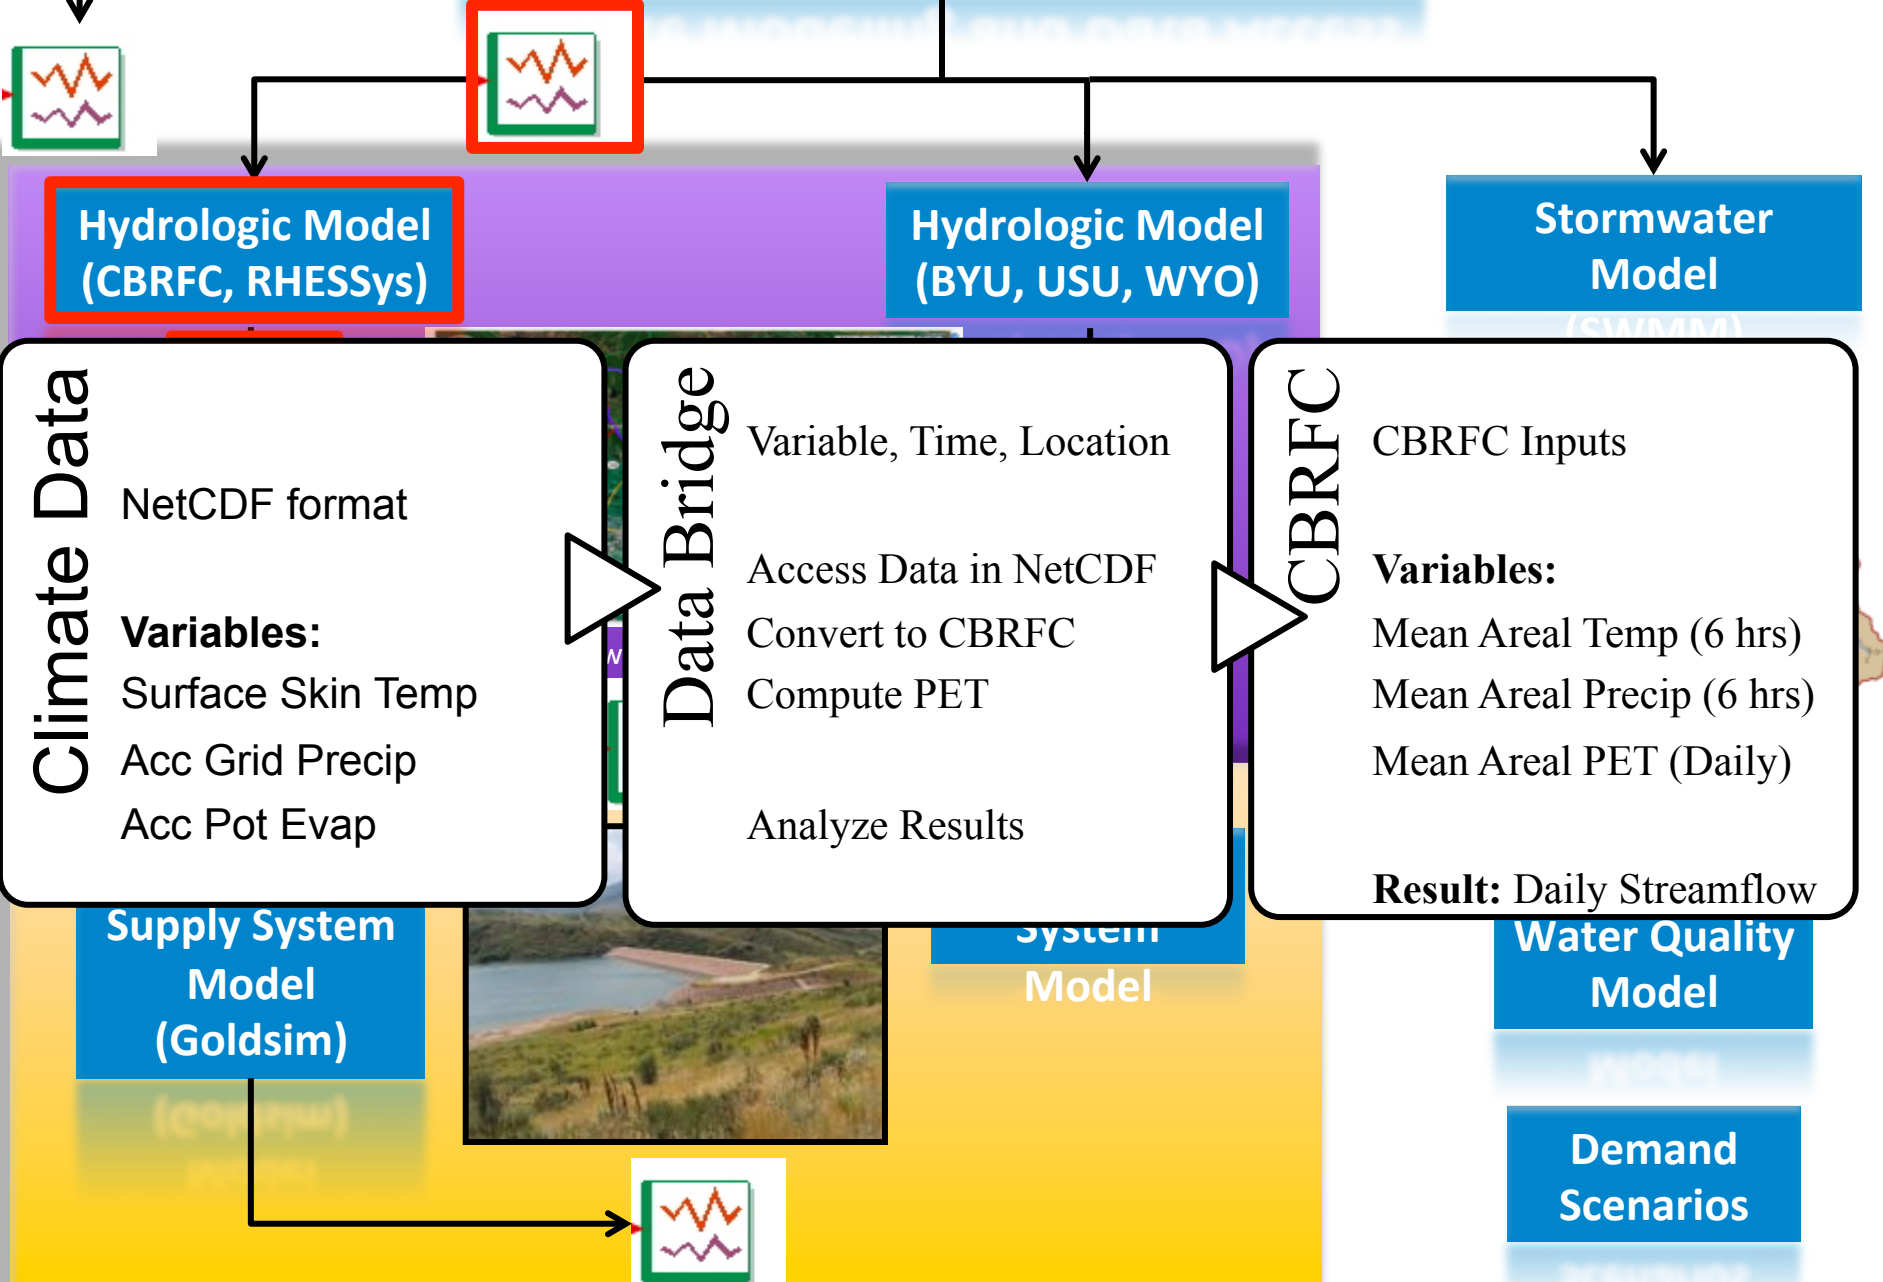 Hydrologic Model
(CBRFC, RHESSys)
Hydrologic Model
(BYU, USU, WYO)
Stormwater
Model
(SWMM)
Climate Data
NetCDF format
Variables:
Surface Skin Temp
Acc Grid Precip
Acc Pot Evap
Data Bridge
Variable, Time, Location
Access Data in NetCDF
Convert to CBRFC
Compute PET
Analyze Results
CBRFC
CBRFC Inputs
Variables:
Mean Areal Temp (6 hrs)
Mean Areal Precip (6 hrs)
Mean Areal PET (Daily)
Result: Daily Streamflow
Supply System
Model
(Goldsim)
System
Model
Water Quality
Model
Demand
Scenarios